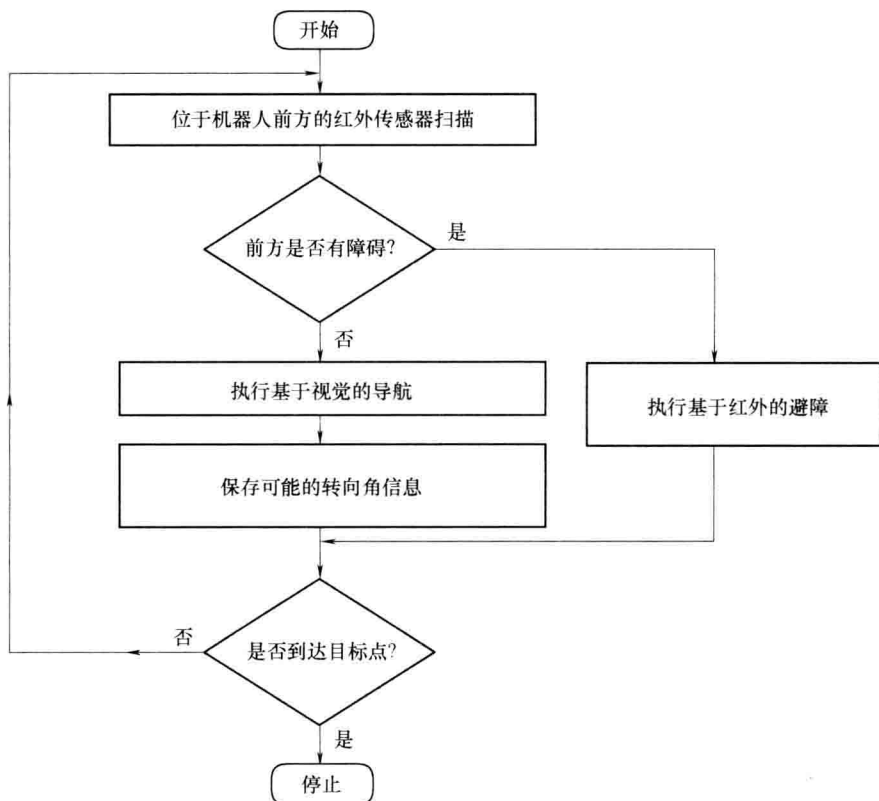 开始
位于机器人前方的红外传感器扫描
前方是否有障碍?
是
否
执行基于视觉的导航
执行基于红外的避障
保存可能的转向角信息
否
是否到达目标点?
是
停止